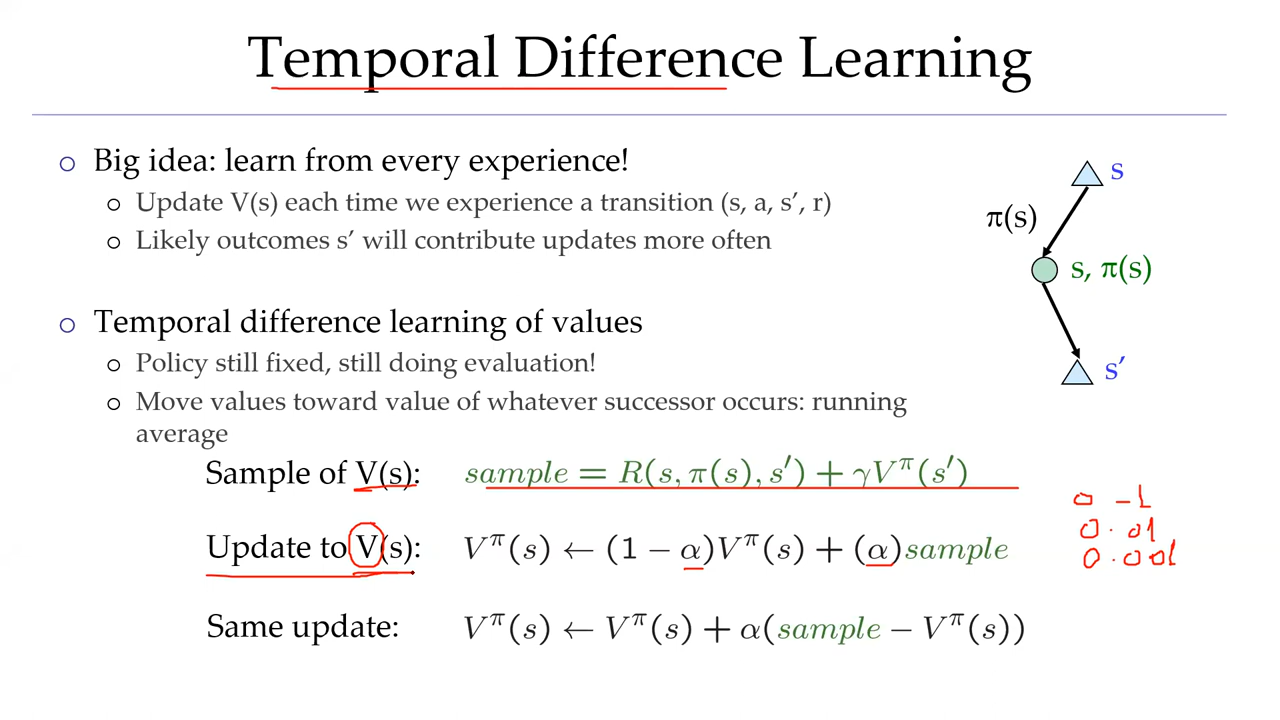 Temporal Difference Learning
o Big idea: learn from every experience!
o Update V(s) each time we experience a transition (s, a, s’, r)
o Likely outcomes s’ will contribute updates more often
o Temporal difference learning of values
o Policy still fixed, still doing evaluation!
o Move values toward value of whatever successor occurs: running
average
Sample of V(s): sample = R(s, π(s), s′) + γV^π(s′)
Update to V(s): V^π(s) ← (1 − α)V^π(s) + (α)sample
Same update: V^π(s) ← V^π(s) + α(sample − V^π(s))
s
π(s)
s, π(s)
s’
0 -1
0.01
0.001